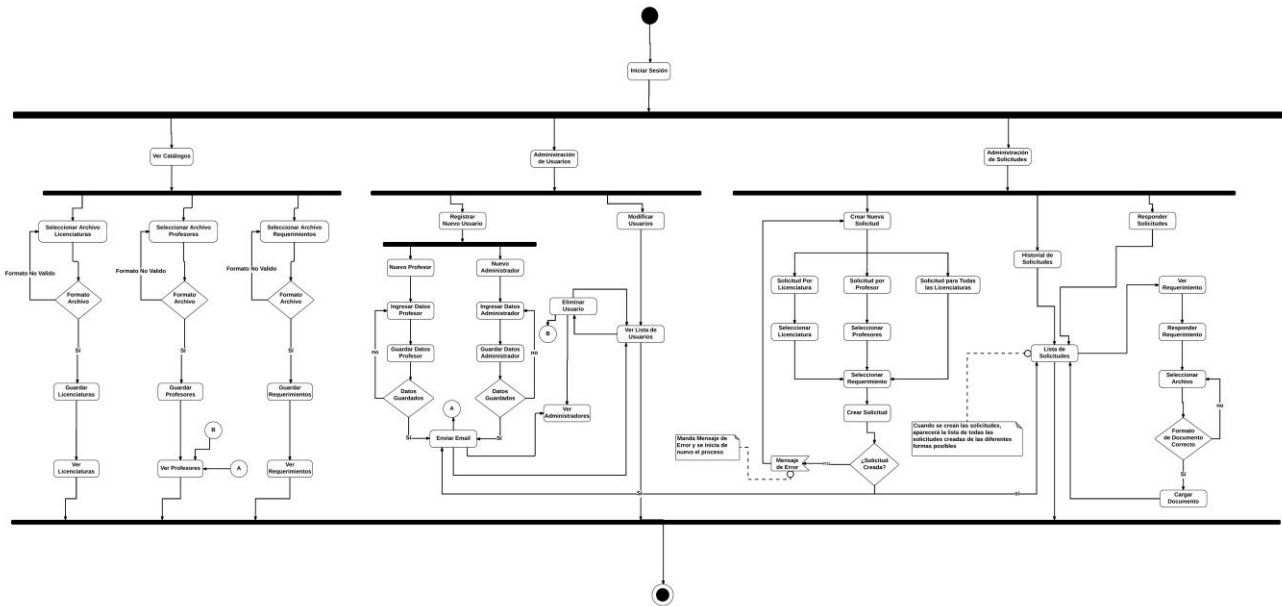 Iniciar Sesión
Ver Catálogos
Administración
de Usuarios
Administración
de Solicitudes
Seleccionar Archivo
Licenciaturas
Seleccionar Archivo
Profesores
Seleccionar Archivo
Requerimientos
Formato No Valido
Formato No Valido
Formato No Valido
Formato
Archivo
Formato
Archivo
Formato
Archivo
Sí
Sí
Sí
Guardar
Licenciaturas
Guardar
Profesores
Guardar
Requerimientos
B
Ver
Licenciaturas
Ver Profesores
A
Ver
Requerimientos
Registrar
Nuevo Usuario
Modificar
Usuarios
Nuevo Profesor
Nuevo
Administrador
Ingresar Datos
Profesor
Ingresar Datos
Administrador
Eliminar
Usuario
B
Ver Lista de
Usuarios
Guardar Datos
Profesor
Guardar Datos
Administrador
no
no
Datos
Guardados
Datos
Guardados
A
Ver
Administradores
Sí
Sí
Enviar Email
Crear Nueva
Solicitud
Historial de
Solicitudes
Responder
Solicitudes
Solicitud Por
Licenciatura
Solicitud por
Profesor
Solicitud para Todas
las Licenciaturas
Seleccionar
Licenciatura
Seleccionar
Profesores
Seleccionar
Requerimiento
Crear Solicitud
¿Solicitud
Creada?
no
Mensaje
de Error
Manda Mensaje de
Error y se inicia de
nuevo el proceso
Sí
sí
Cuando se crean las solicitudes,
aparecerá la lista de todas las
solicitudes creadas de las diferentes
formas posibles
Lista de
Solicitudes
Ver
Requerimiento
Responder
Requerimiento
Seleccionar
Archivo
no
Formato
de Documento
Correcto
Sí
Cargar
Documento